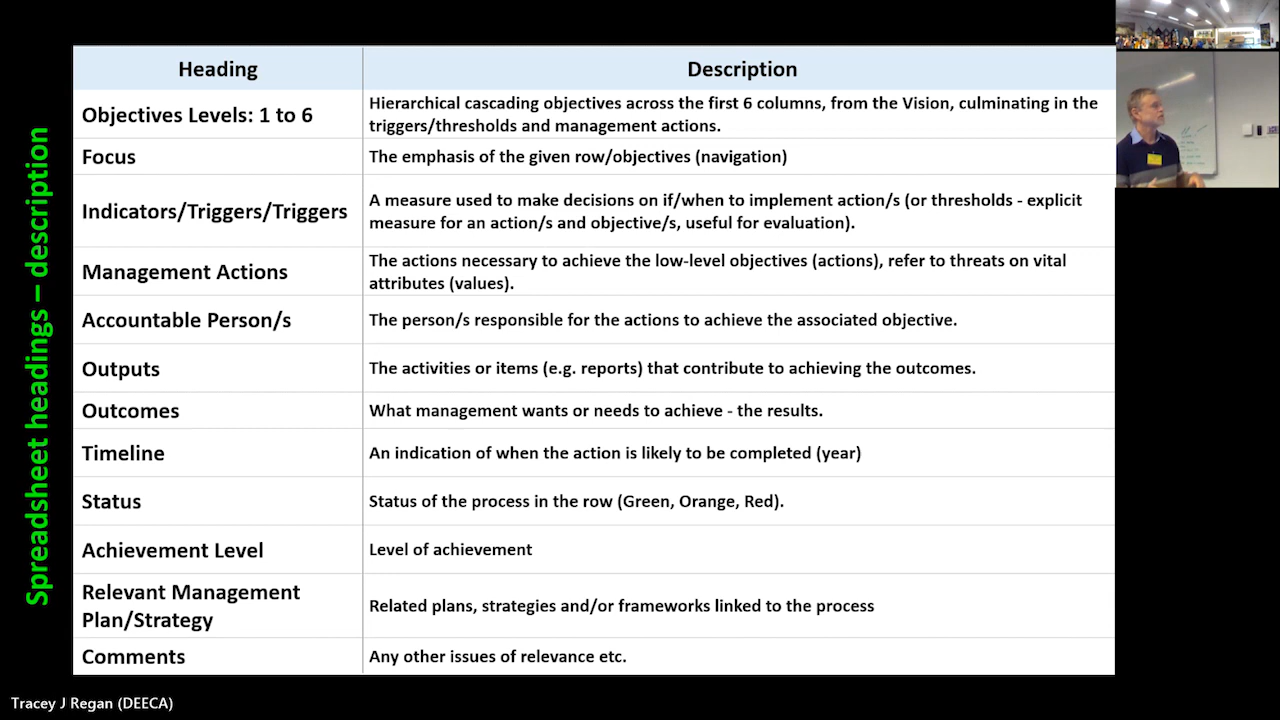 Spreadsheet headings – description
Heading
Description
Objectives Levels: 1 to 6
Hierarchical cascading objectives across the first 6 columns, from the Vision, culminating in the
triggers/thresholds and management actions.
Focus
The emphasis of the given row/objectives (navigation)
Indicators/Triggers/Triggers
A measure used to make decisions on if/when to implement action/s (or thresholds - explicit
measure for an action/s and objective/s, useful for evaluation).
Management Actions
The actions necessary to achieve the low-level objectives (actions), refer to threats on vital
attributes (values).
Accountable Person/s
The person/s responsible for the actions to achieve the associated objective.
Outputs
The activities or items (e.g. reports) that contribute to achieving the outcomes.
Outcomes
What management wants or needs to achieve - the results.
Timeline
An indication of when the action is likely to be completed (year)
Status
Status of the process in the row (Green, Orange, Red).
Achievement Level
Level of achievement
Relevant Management
Plan/Strategy
Related plans, strategies and/or frameworks linked to the process
Comments
Any other issues of relevance etc.
Tracey J Regan (DEECA)